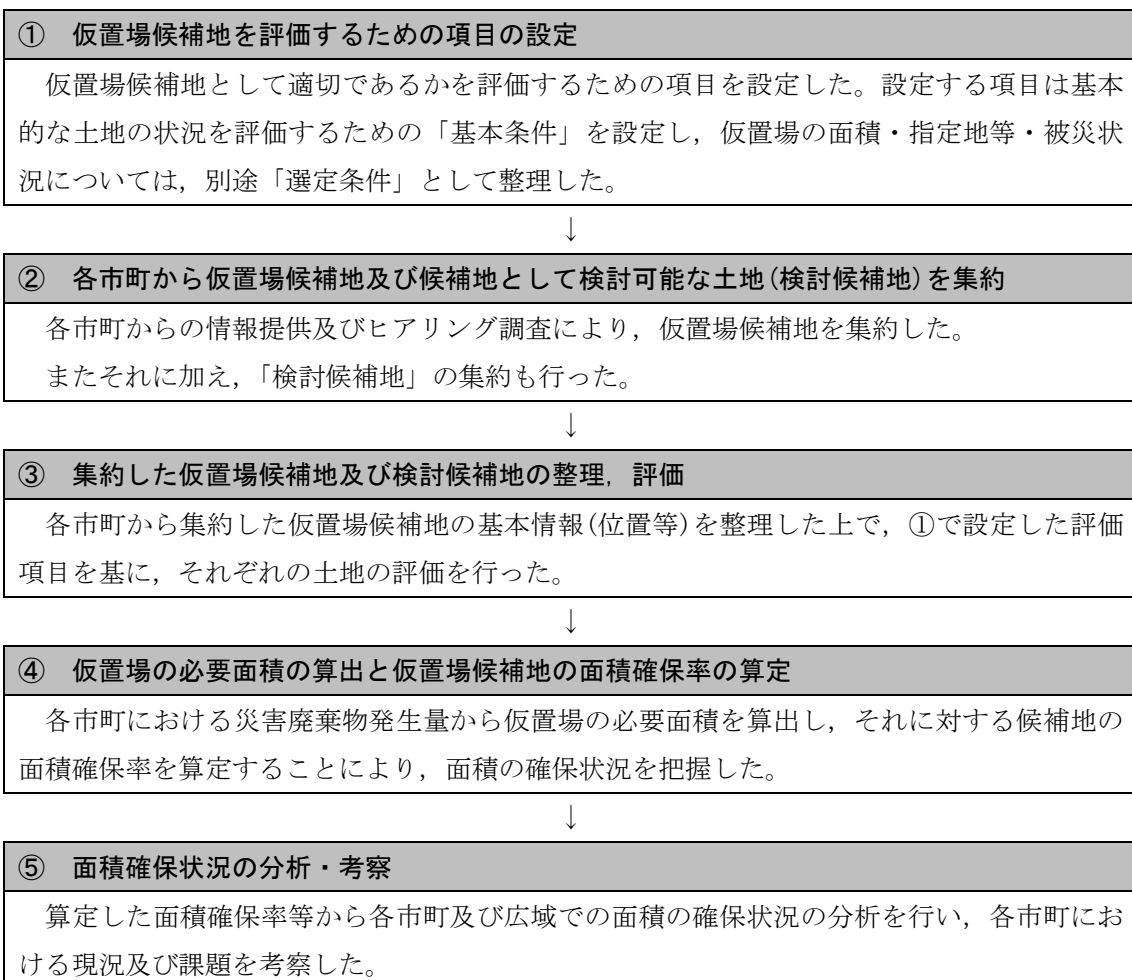 ①　仮置場候補地を評価するための項目の設定
　仮置場候補地として適切であるかを評価するための項目を設定した。設定する項目は基本
的な土地の状況を評価するための「基本条件」を設定し，仮置場の面積・指定地等・被災状
況については，別途「選定条件」として整理した。
↓
②　各市町から仮置場候補地及び候補地として検討可能な土地(検討候補地)を集約
　各市町からの情報提供及びヒアリング調査により，仮置場候補地を集約した。
　またそれに加え，「検討候補地」の集約も行った。
↓
③　集約した仮置場候補地及び検討候補地の整理，評価
　各市町から集約した仮置場候補地の基本情報(位置等)を整理した上で，①で設定した評価
項目を基に，それぞれの土地の評価を行った。
↓
④　仮置場の必要面積の算出と仮置場候補地の面積確保率の算定
　各市町における災害廃棄物発生量から仮置場の必要面積を算出し，それに対する候補地の
面積確保率を算定することにより，面積の確保状況を把握した。
↓
⑤　面積確保状況の分析・考察
　算定した面積確保率等から各市町及び広域での面積の確保状況の分析を行い，各市町にお
ける現況及び課題を考察した。